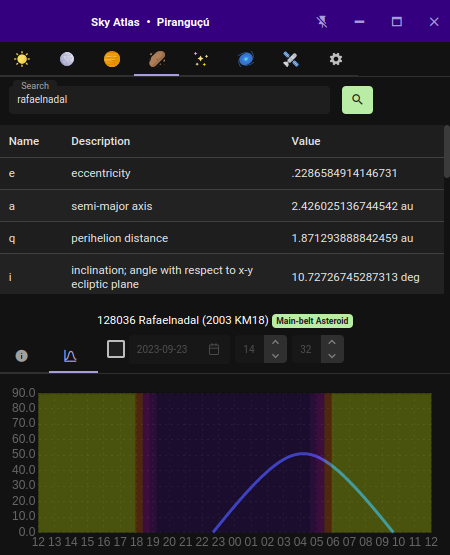 Sky Atlas • Piranguçú
Search
rafaelnadal
Name Description Value
e eccentricity .2286584914146731
a semi-major axis 2.426025136744542 au
q perihelion distance 1.871293888842459 au
i inclination; angle with respect to x-y ecliptic plane 10.72726745287313 deg
128036 Rafaelnadal (2003 KM18) Main-belt Asteroid
2023-09-23 14 32
90.0
80.0
70.0
60.0
50.0
40.0
30.0
20.0
10.0
0.0
12 13 14 15 16 17 18 19 20 21 22 23 00 01 02 03 04 05 06 07 08 09 10 11 12